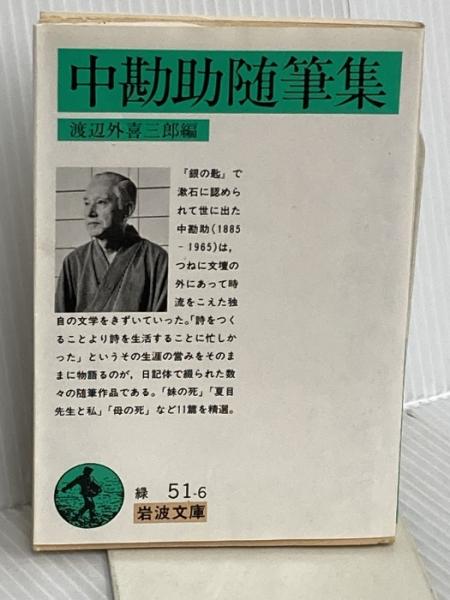 中勘助随筆集
渡辺外喜三郎編
『銀の匙』で
漱石に認めら
れて世に出た
中勘助(1885
-1965)は,
つねに文壇の
外にあって時
流をこえた独
自の文学をきずいていった。「詩をつく
ることより詩を生活することに忙しか
った」というその生涯の営みをそのま
まに物語るのが, 日記体で綴られた数
々の随筆作品である。「妹の死」「夏目
先生と私」「母の死」など11篇を精選。
緑 51-6
岩波文庫